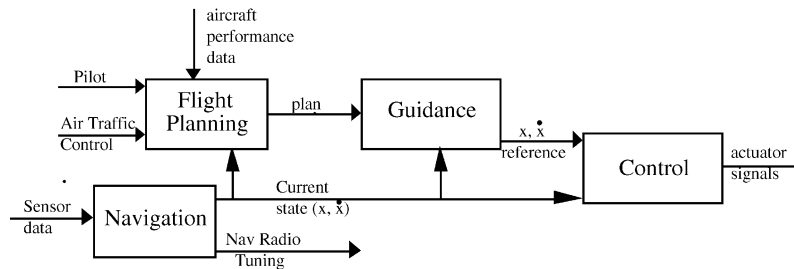 aircraft
performance
data
Pilot
Flight
Planning
plan
Guidance
Air Traffic
Control
x, ẋ
reference
Control
actuator
signals
Sensor
data
Navigation
Current
state (x, ẋ)
Nav Radio
Tuning